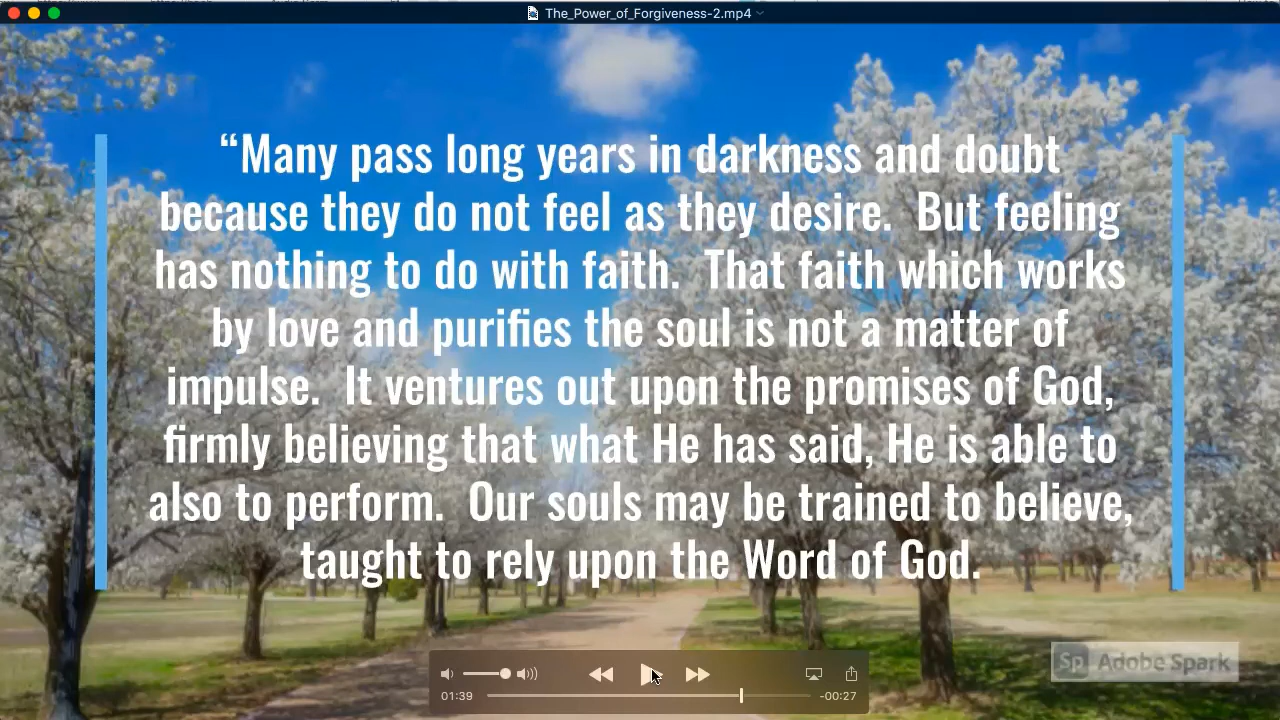 The_Power_of_Forgiveness-2.mp4
“Many pass long years in darkness and doubt
because they do not feel as they desire.  But feeling
has nothing to do with faith.  That faith which works
by love and purifies the soul is not a matter of
impulse.  It ventures out upon the promises of God,
firmly believing that what He has said, He is able to
also to perform.  Our souls may be trained to believe,
taught to rely upon the Word of God.
Sp Adobe Spark
01:39
-00:27